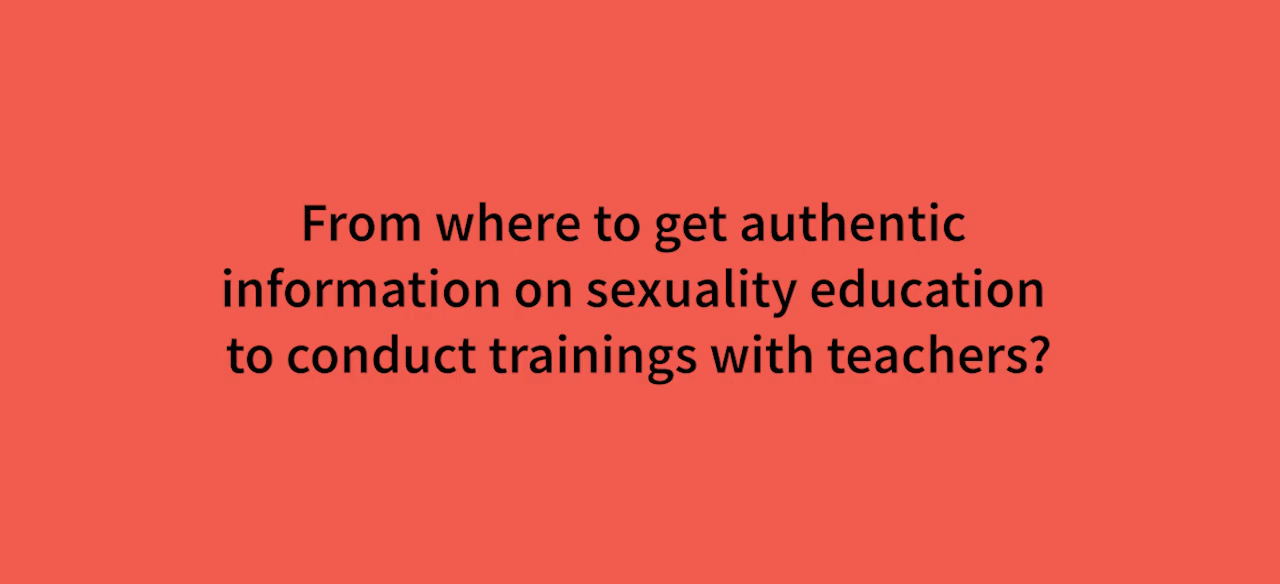 From where to get authentic
information on sexuality education
to conduct trainings with teachers?